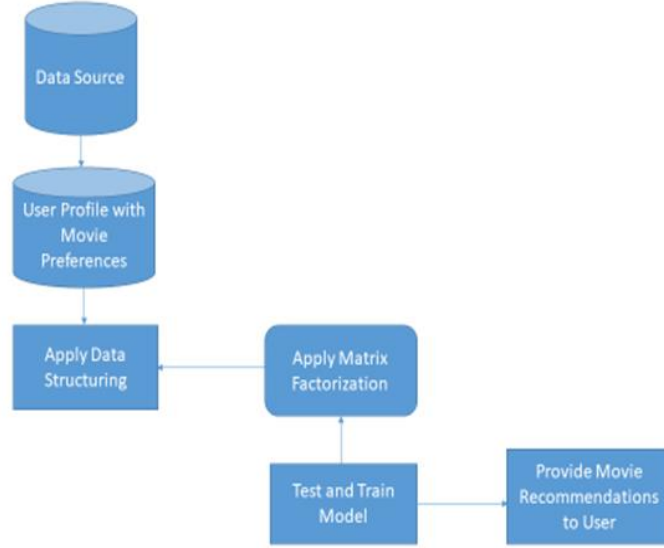 Data Source
User Profile with
Movie
Preferences
Apply Data
Structuring
Apply Matrix
Factorization
Test and Train
Model
Provide Movie
Recommendations
to User